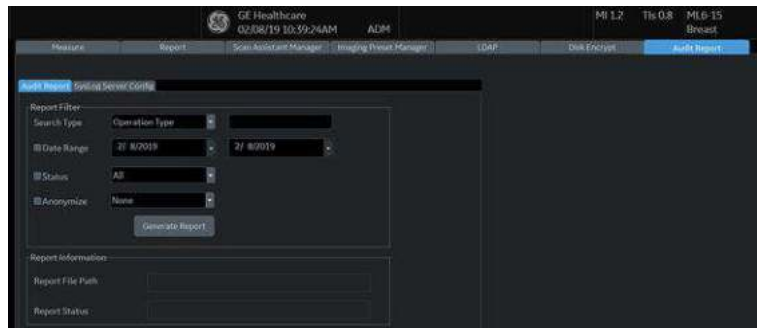 GE Healthcare MI 1.2 TIs 0.8 ML6-15
02/08/19 10:39:24AM ADM Breast
Measure Report Scan Assistant Manager Imaging Preset Manager LDAP Disk Encrypt Audit Report
Audit Report SysLog Server Config
Report Filter
Search Type Operation Type
Date Range 2/ 8/2019 2/ 8/2019
Status All
Anonymize None
Generate Report
Report Information
Report File Path
Report Status